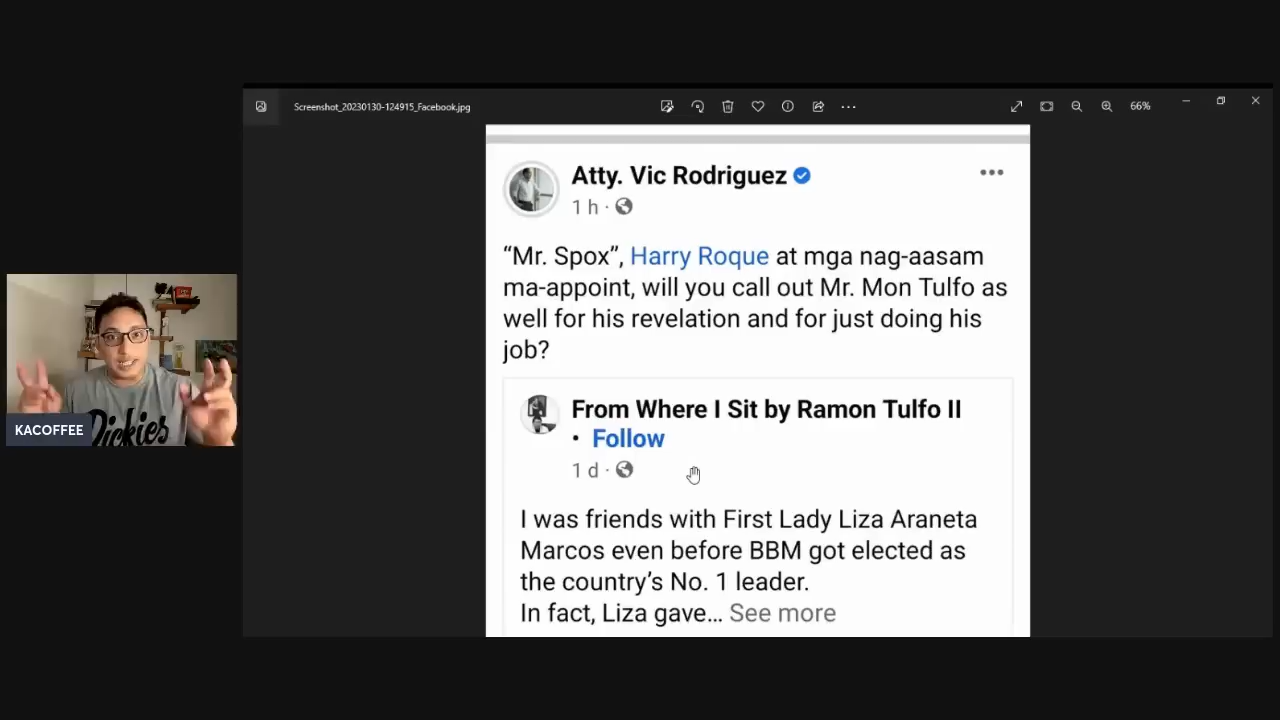 Screenshot_20230130-124915_Facebook.jpg
66%
Atty. Vic Rodriguez
1 h ·
“Mr. Spox”, Harry Roque at mga nag-aasam
ma-appoint, will you call out Mr. Mon Tulfo as
well for his revelation and for just doing his
job?
From Where I Sit by Ramon Tulfo II
• Follow
1 d ·
I was friends with First Lady Liza Araneta
Marcos even before BBM got elected as
the country’s No. 1 leader.
In fact, Liza gave... See more
Dickies
KACOFFEE